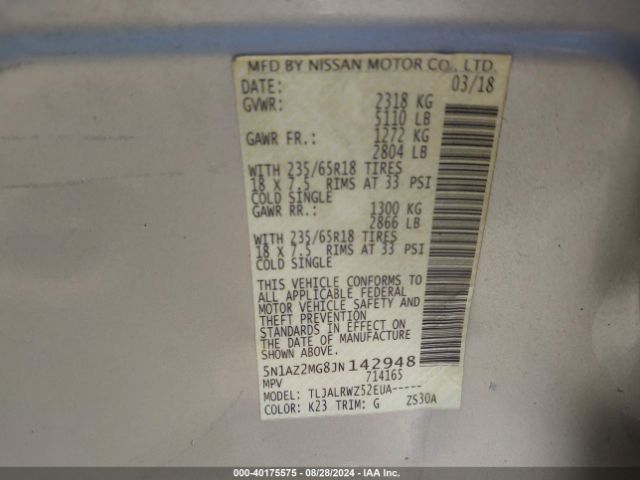 MFD BY NISSAN MOTOR CO., LTD.
DATE: 03/18
GVWR: 2318 KG
5110 LB
GAWR FR.: 1272 KG
2804 LB
WITH 235/65R18 TIRES
18 X 7.5 RIMS AT 33 PSI
COLD SINGLE
GAWR RR.: 1300 KG
2866 LB
WITH 235/65R18 TIRES
18 X 7.5 RIMS AT 33 PSI
COLD SINGLE
THIS VEHICLE CONFORMS TO
ALL APPLICABLE FEDERAL
MOTOR VEHICLE SAFETY AND
THEFT PREVENTION
STANDARDS IN EFFECT ON
THE DATE OF MANUFACTURE
SHOWN ABOVE.
5N1AZ2MG8JN142948
MPV 714165
MODEL: TLJALRWZ52EUA-----
COLOR: K23 TRIM: G ZS30A
000-40175575 - 08/28/2024 - IAA Inc.